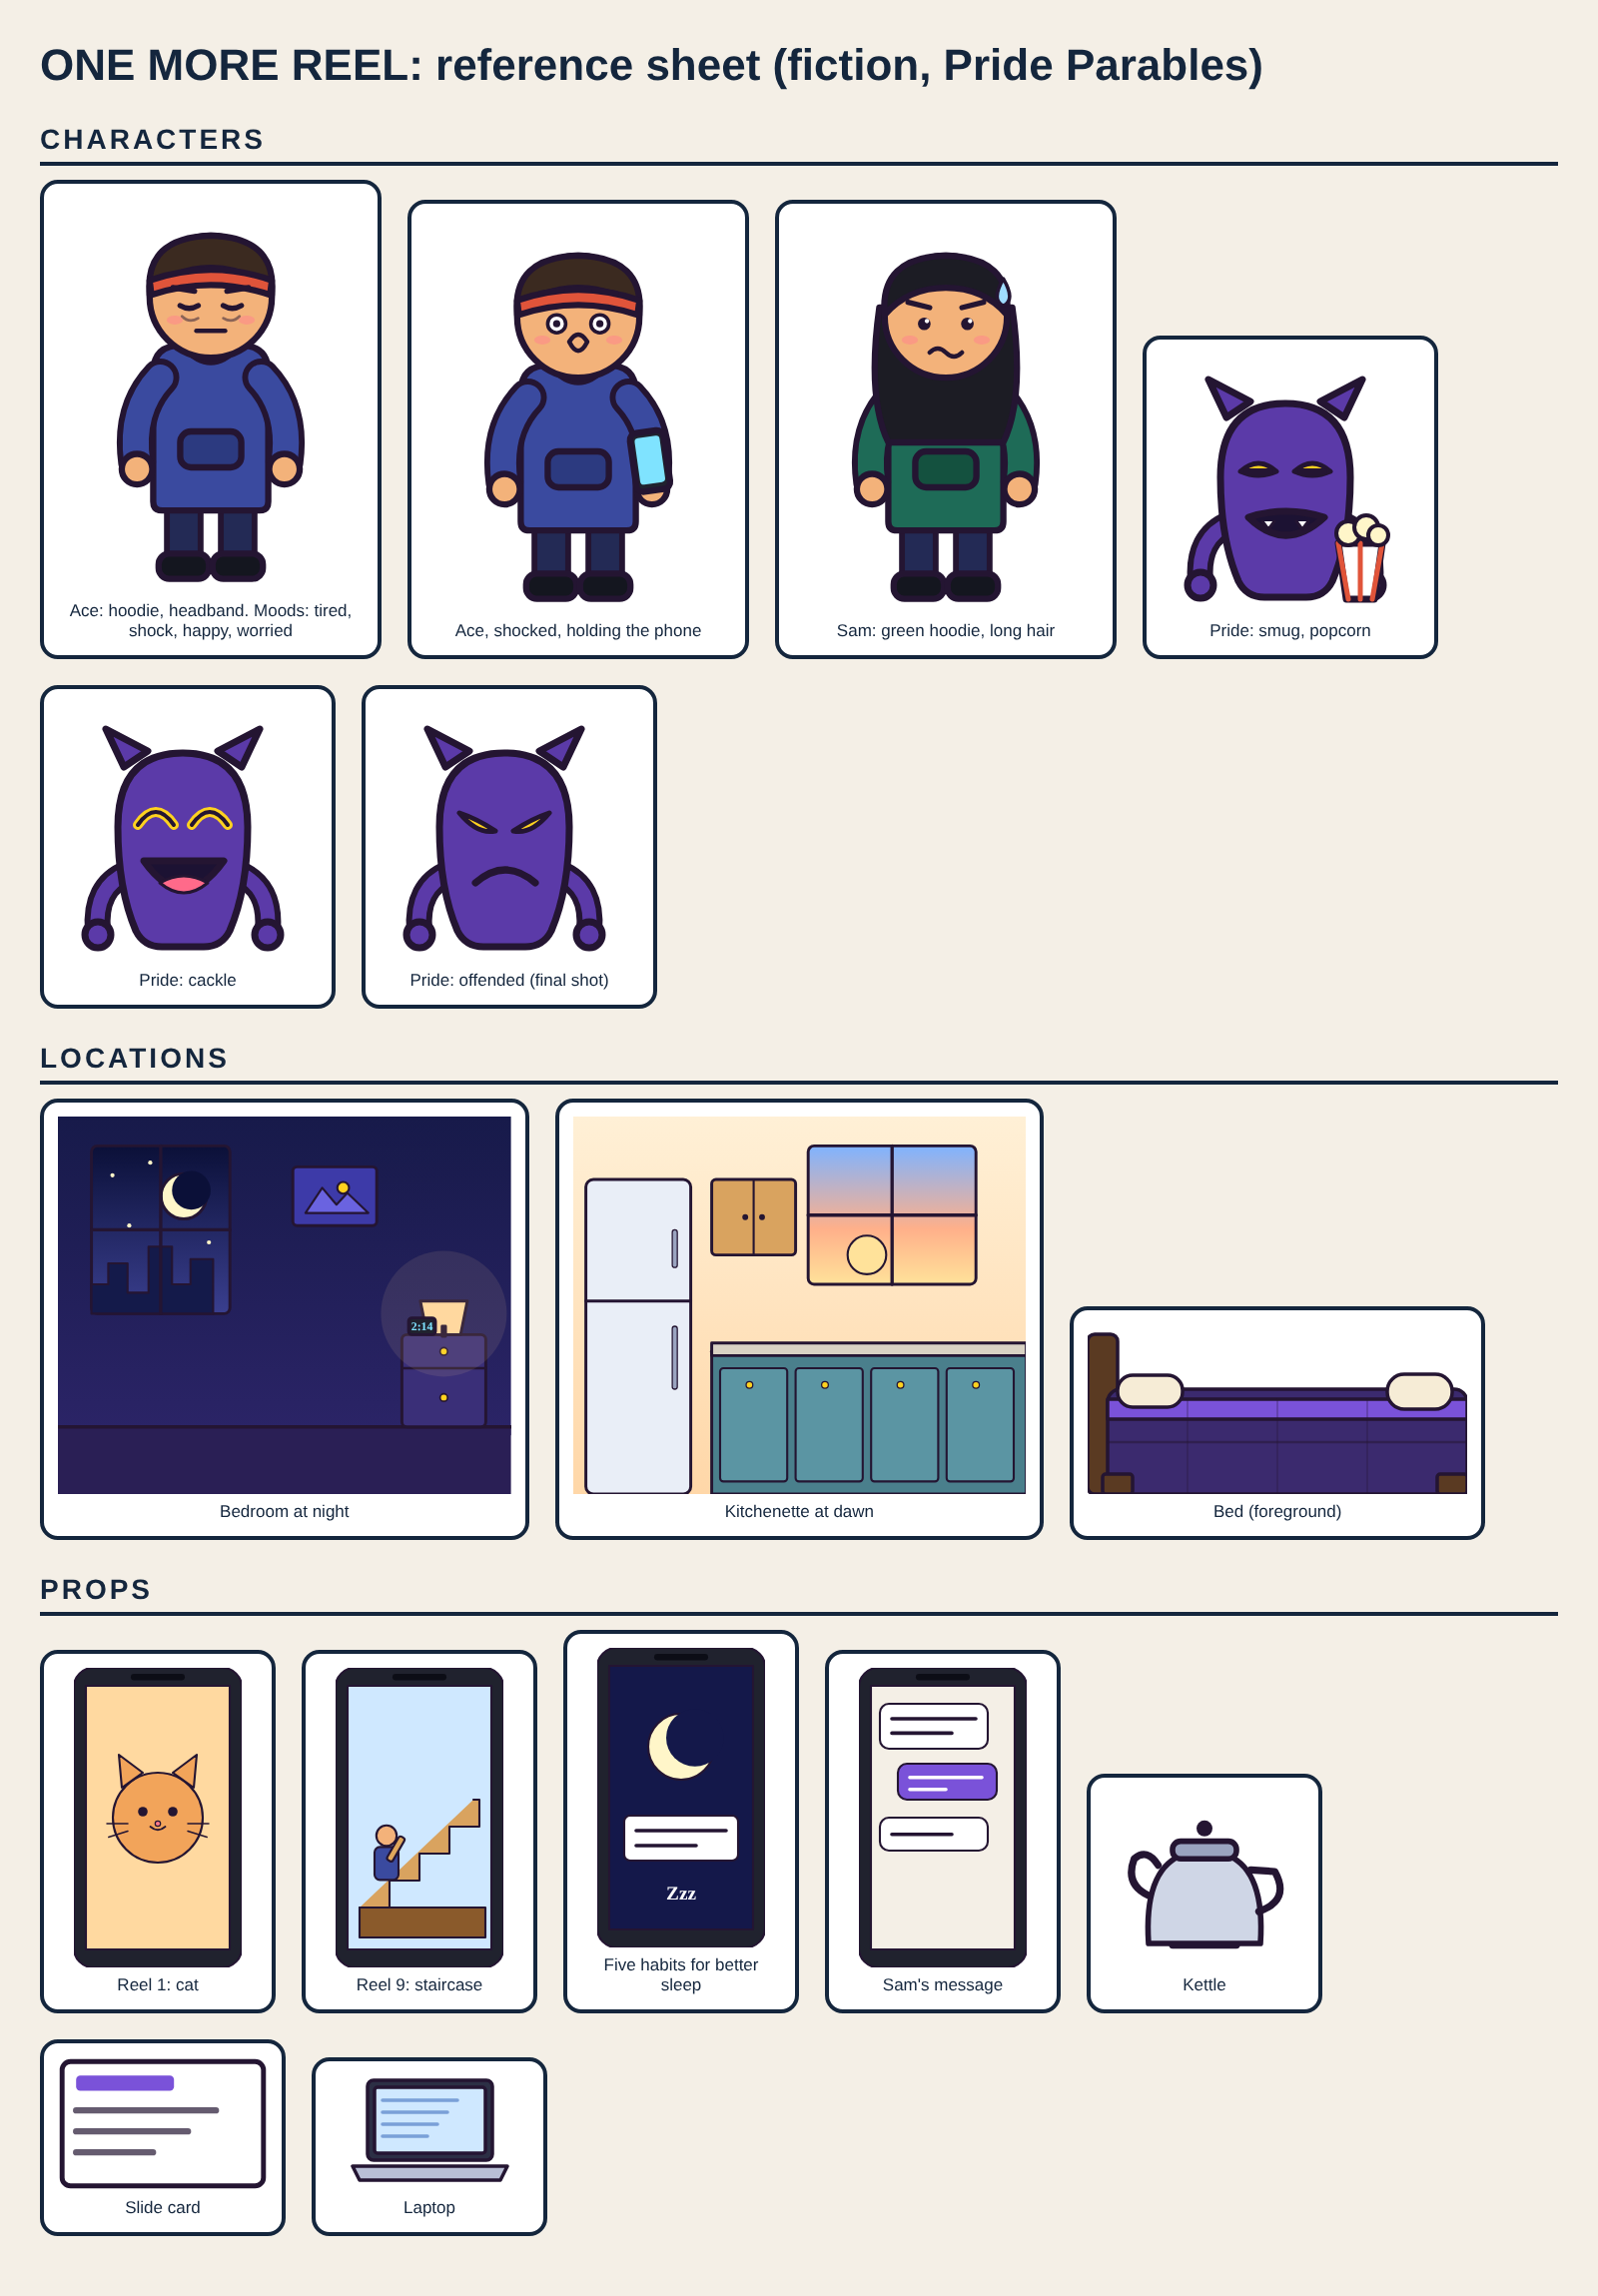 ONE MORE REEL: reference sheet (fiction, Pride Parables)
CHARACTERS
Ace: hoodie, headband. Moods: tired,
shock, happy, worried
Ace, shocked, holding the phone
Sam: green hoodie, long hair
Pride: smug, popcorn
Pride: cackle
Pride: offended (final shot)
LOCATIONS
2:14
Bedroom at night
Kitchenette at dawn
Bed (foreground)
PROPS
Reel 1: cat
Reel 9: staircase
Zzz
Five habits for better
sleep
Sam's message
Kettle
Slide card
Laptop